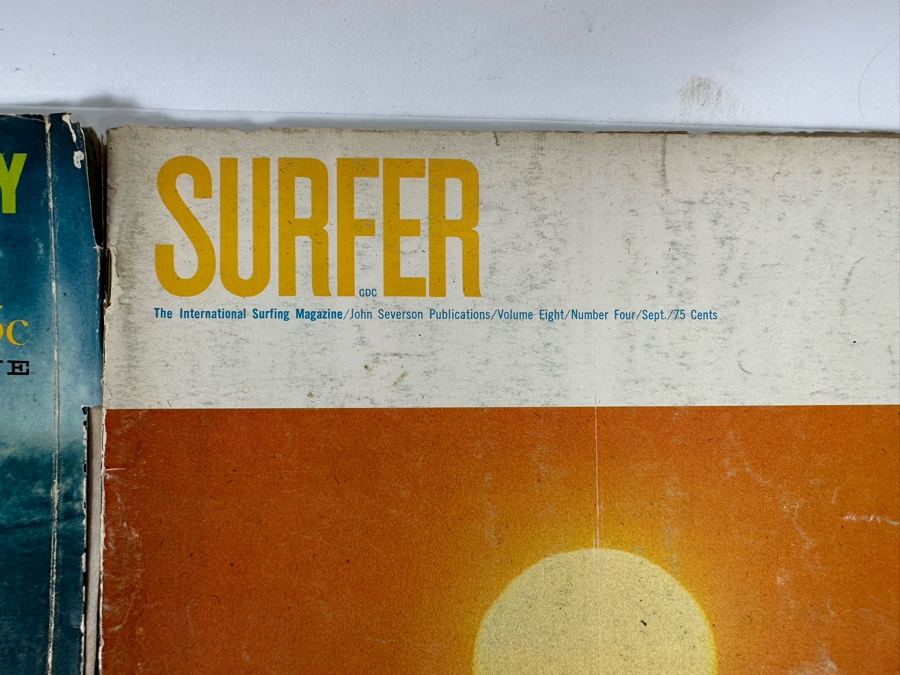 SURFER
CDC
The International Surfing Magazine/John Severson Publications/Volume Eight/Number Four/Sept./75 Cents
Y